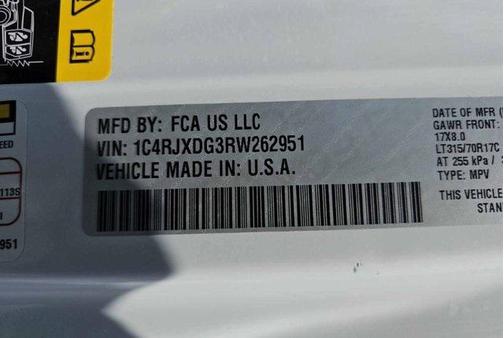 MFD BY: FCA US LLC
VIN: 1C4RJXDG3RW262951
VEHICLE MADE IN: U.S.A.
DATE OF MFR (
GAWR FRONT:
17X8.0
LT315/70R17C
AT 255 kPa /
TYPE: MPV
THIS VEHICLE
STAN
113S
951